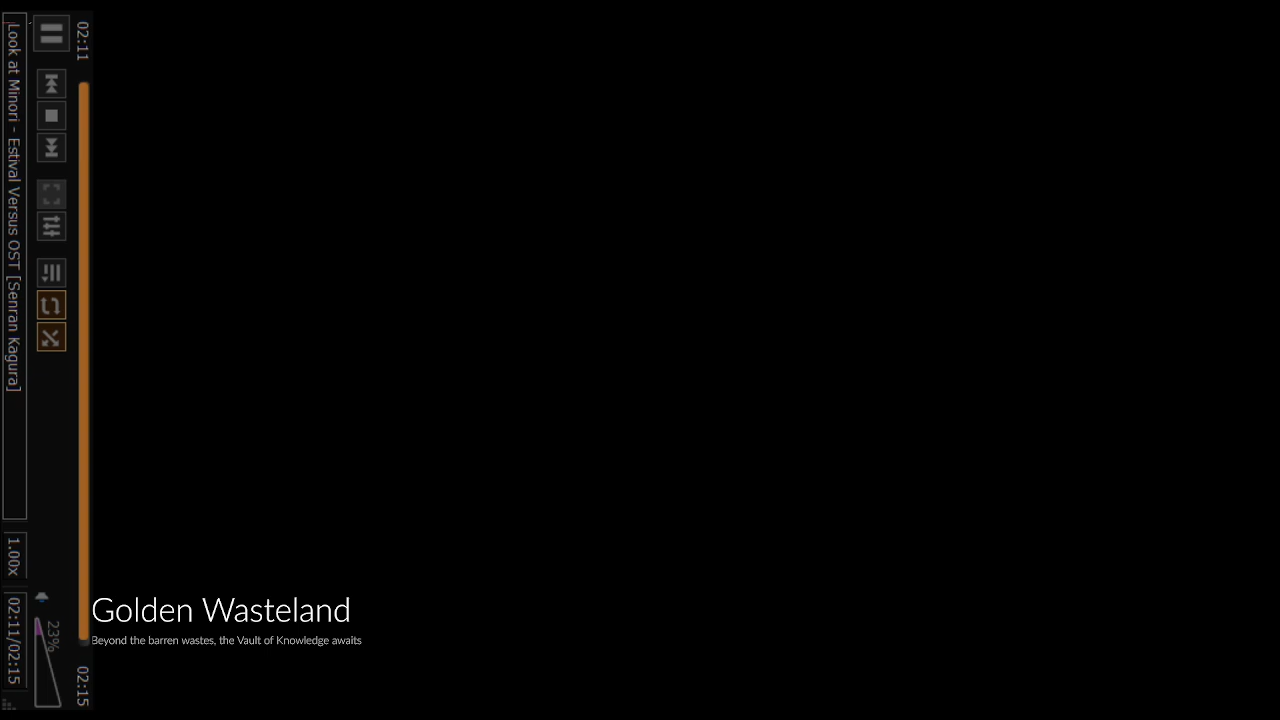 02:11
02:15
23%
Look at Minori - Estival Versus OST [Senran Kagura]
1.00x
02:11/02:15
Golden Wasteland
Beyond the barren wastes, the Vault of Knowledge awaits